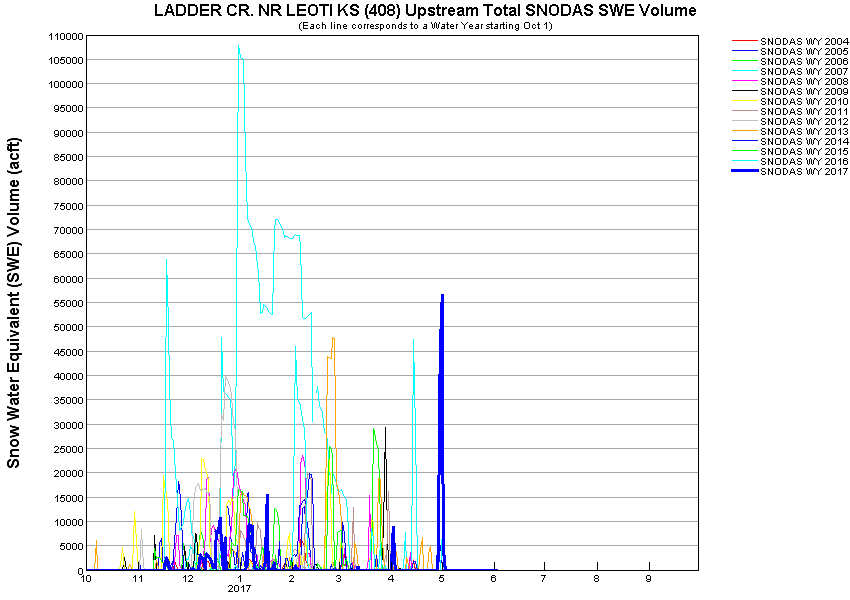 LADDER CR. NR LEOTI KS (408) Upstream Total SNODAS SWE Volume
(Each line corresponds to a Water Year starting Oct 1)
Snow Water Equivalent (SWE) Volume (acft)
110000
105000
100000
95000
90000
85000
80000
75000
70000
65000
60000
55000
50000
45000
40000
35000
30000
25000
20000
15000
10000
5000
0
10 11 12 1 2 3 4 5 6 7 8 9
2017
SNODAS WY 2004
SNODAS WY 2005
SNODAS WY 2006
SNODAS WY 2007
SNODAS WY 2008
SNODAS WY 2009
SNODAS WY 2010
SNODAS WY 2011
SNODAS WY 2012
SNODAS WY 2013
SNODAS WY 2014
SNODAS WY 2015
SNODAS WY 2016
SNODAS WY 2017